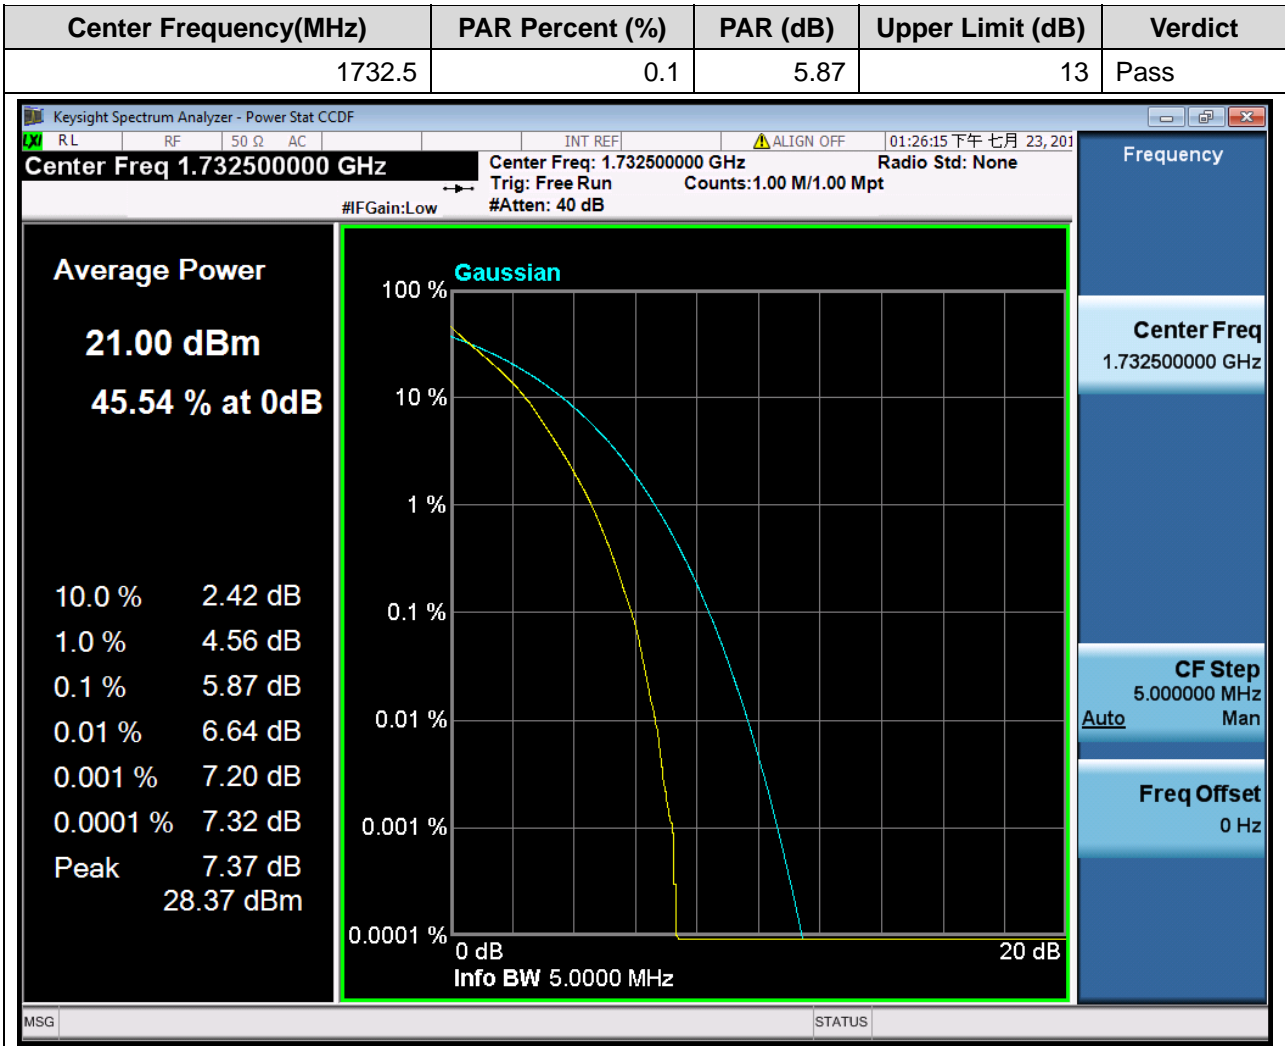 Center Frequency(MHz) PAR Percent (%) PAR (dB) Upper Limit (dB) Verdict
1732.5 0.1 5.87 13 Pass
Keysight Spectrum Analyzer - Power Stat CCDF
LXI RL RF 50 Ω AC INT REF ALIGN OFF 01:26:15 下午 七月 23, 201
Center Freq 1.732500000 GHz
Center Freq: 1.732500000 GHz Radio Std: None
Trig: Free Run Counts:1.00 M/1.00 Mpt
#IFGain:Low #Atten: 40 dB
Frequency
Average Power
21.00 dBm
45.54 % at 0dB
10.0 % 2.42 dB
1.0 % 4.56 dB
0.1 % 5.87 dB
0.01 % 6.64 dB
0.001 % 7.20 dB
0.0001 % 7.32 dB
Peak 7.37 dB
28.37 dBm
Gaussian
100 %
10 %
1 %
0.1 %
0.01 %
0.001 %
0.0001 %
0 dB 20 dB
Info BW 5.0000 MHz
Center Freq
1.732500000 GHz
CF Step
5.000000 MHz
Auto Man
Freq Offset
0 Hz
MSG STATUS